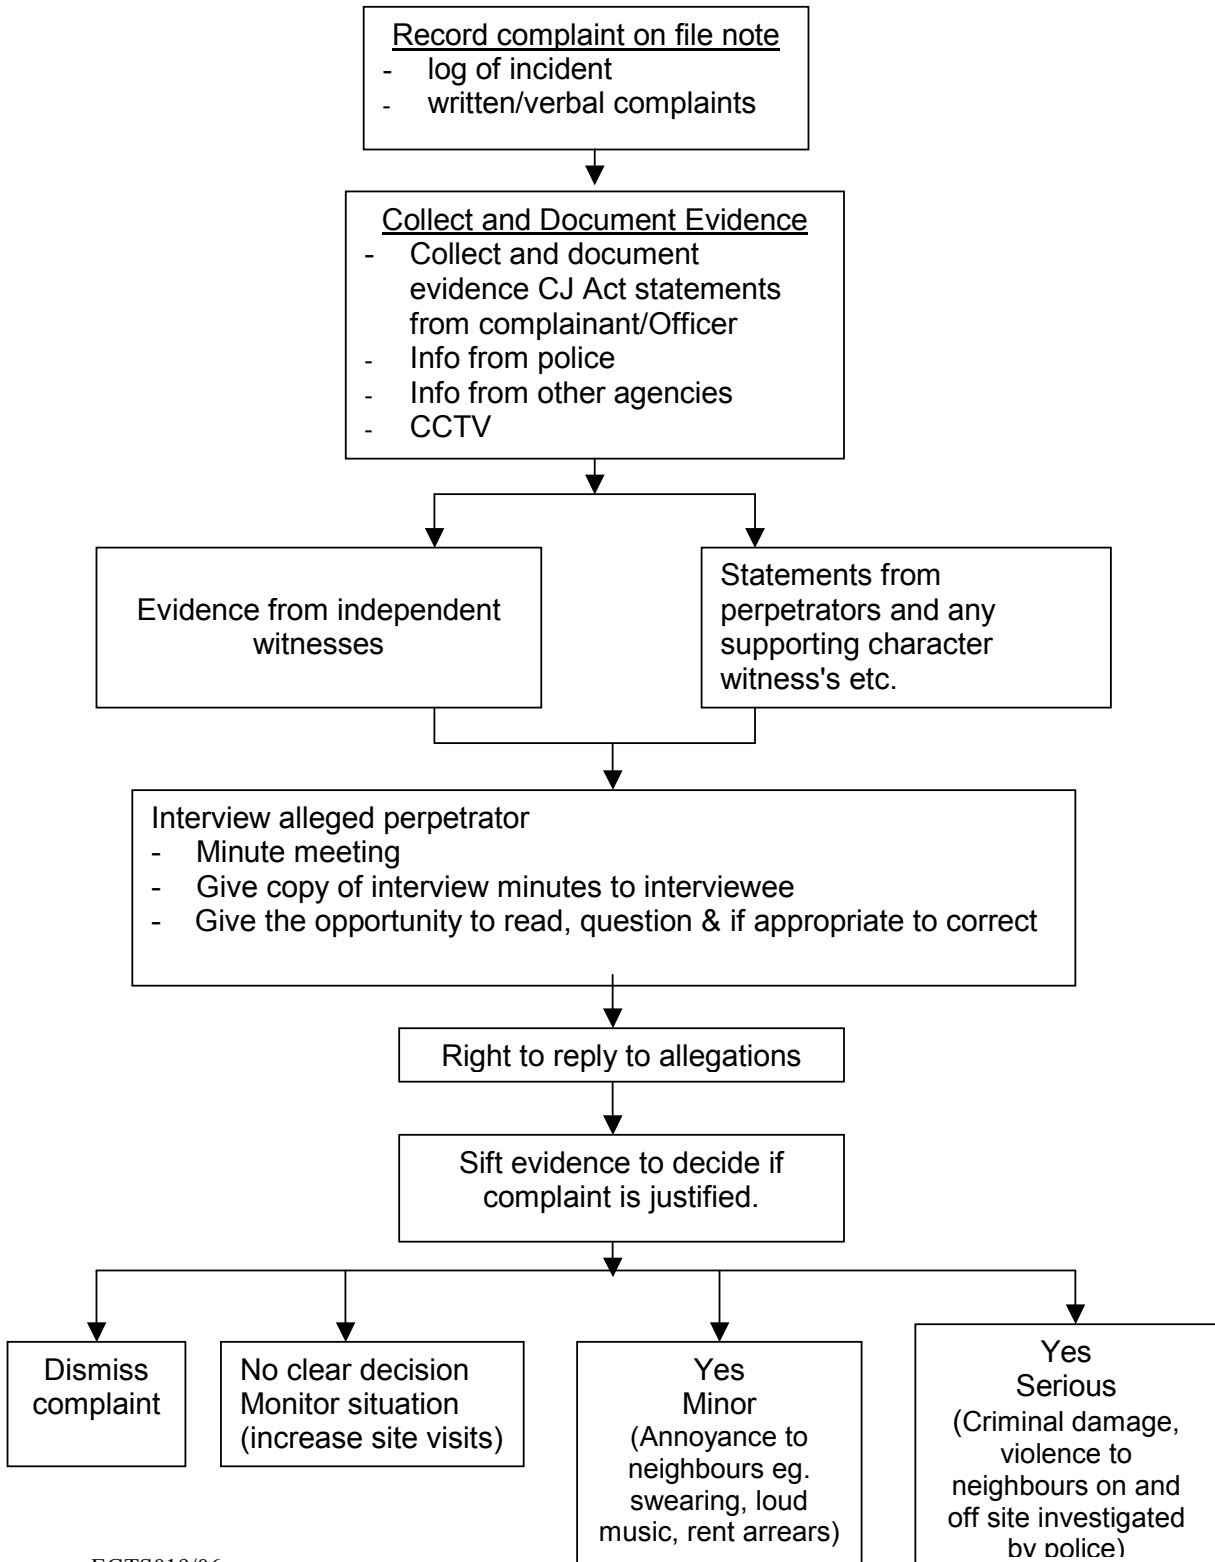 Record complaint on file note
- log of incident
- written/verbal complaints
Collect and Document Evidence
- Collect and document
evidence CJ Act statements
from complainant/Officer
- Info from police
- Info from other agencies
- CCTV
Evidence from independent
witnesses
Statements from
perpetrators and any
supporting character
witness's etc.
Interview alleged perpetrator
- Minute meeting
- Give copy of interview minutes to interviewee
- Give the opportunity to read, question & if appropriate to correct
Right to reply to allegations
Sift evidence to decide if
complaint is justified.
Dismiss
complaint
No clear decision
Monitor situation
(increase site visits)
Yes
Minor
(Annoyance to
neighbours eg.
swearing, loud
music, rent arrears)
Yes
Serious
(Criminal damage,
violence to
neighbours on and
off site investigated
by police)